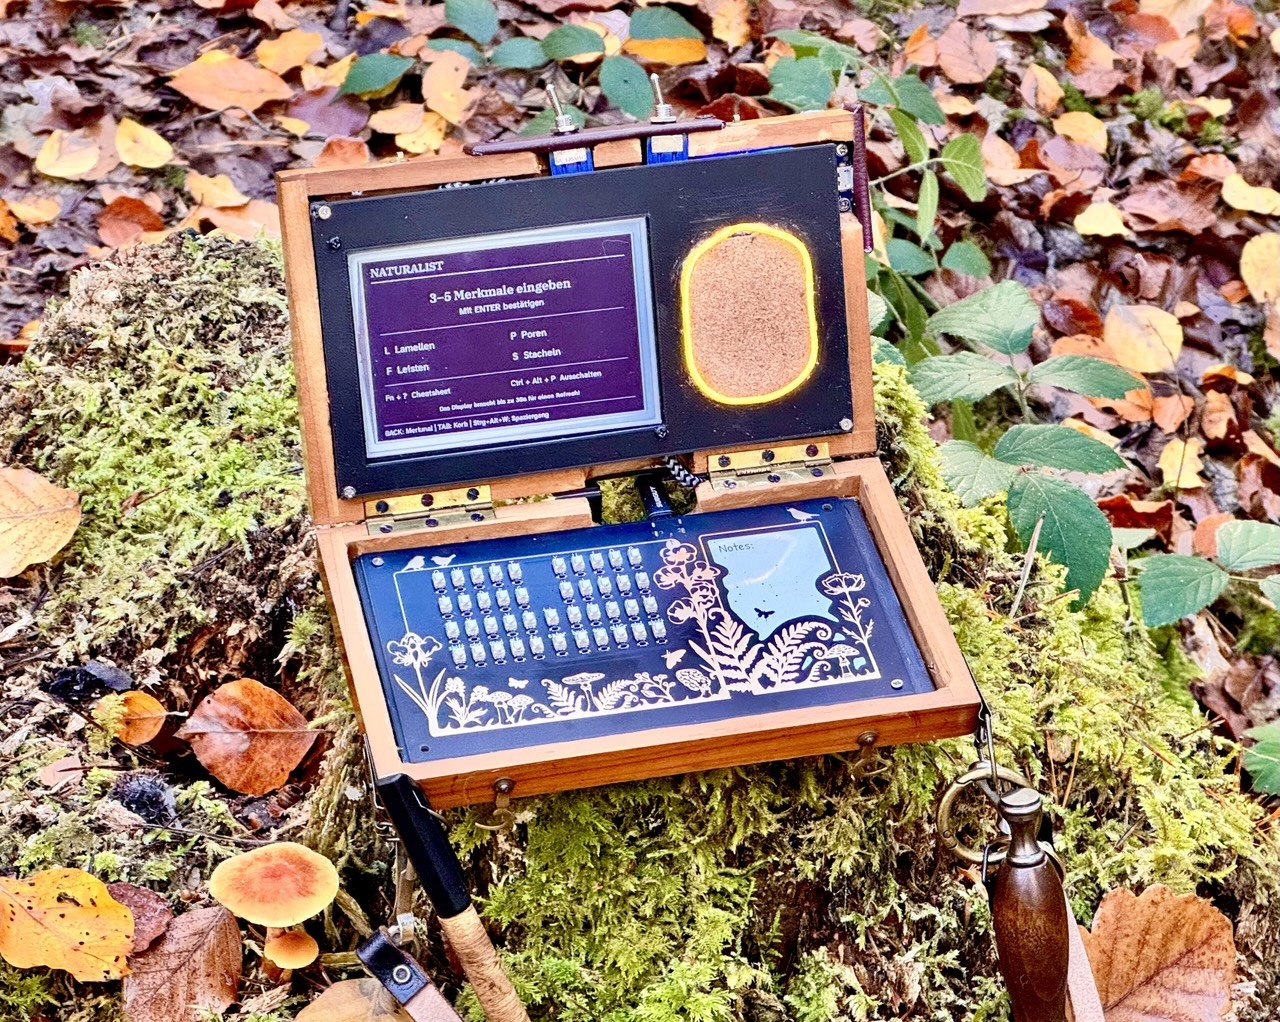 NATURALIST
3–5 Merkmale eingeben
Mit ENTER bestätigen
L Lamellen
P Poren
F Leisten
S Stacheln
Fn + ? Cheatsheet
Ctrl + Alt + P Ausschalten
Das Display braucht bis zu 30s für einen Refresh!
BACK: Merkmal | TAB: Korb | Strg+Alt+W: Spaziergang
Notes: